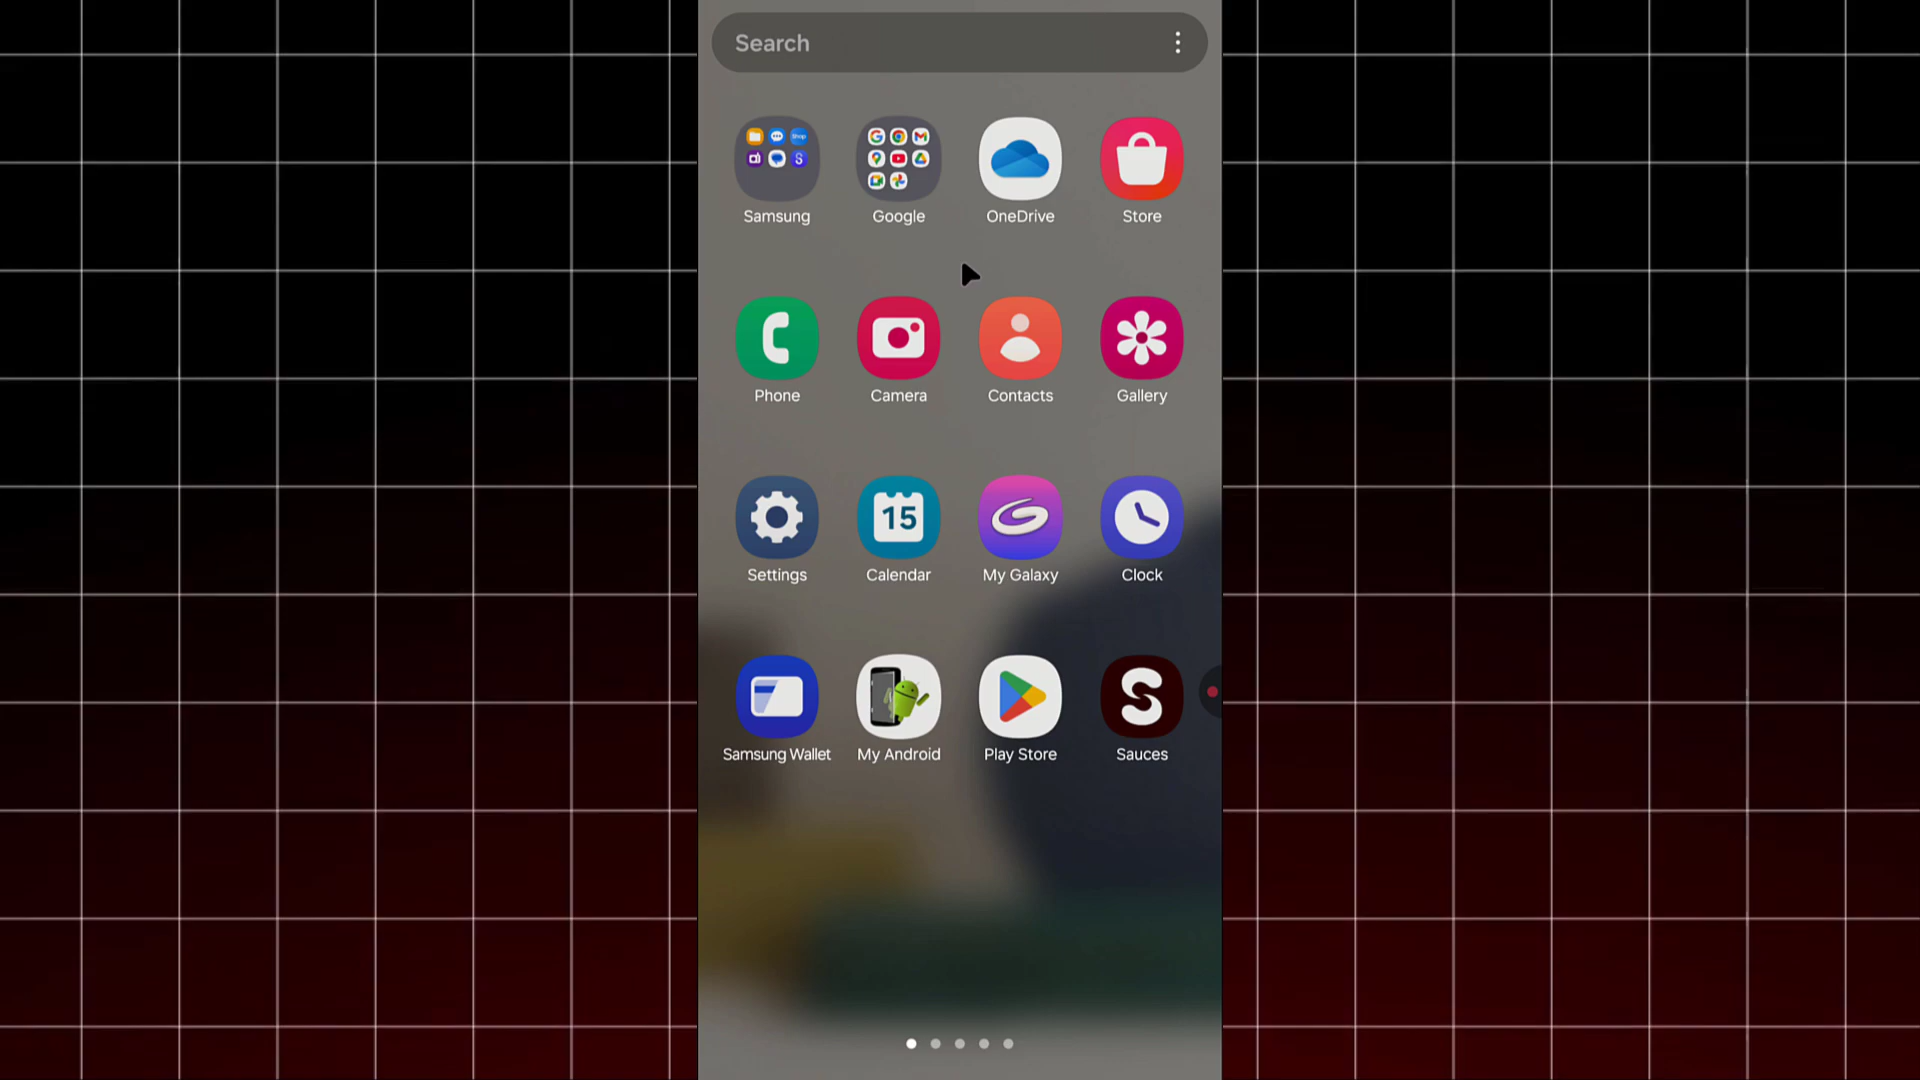 Search
Shop
Samsung
Google
OneDrive
Store
Phone
Camera
Contacts
Gallery
15
Settings
Calendar
My Galaxy
Clock
Samsung Wallet
My Android
Play Store
Sauces